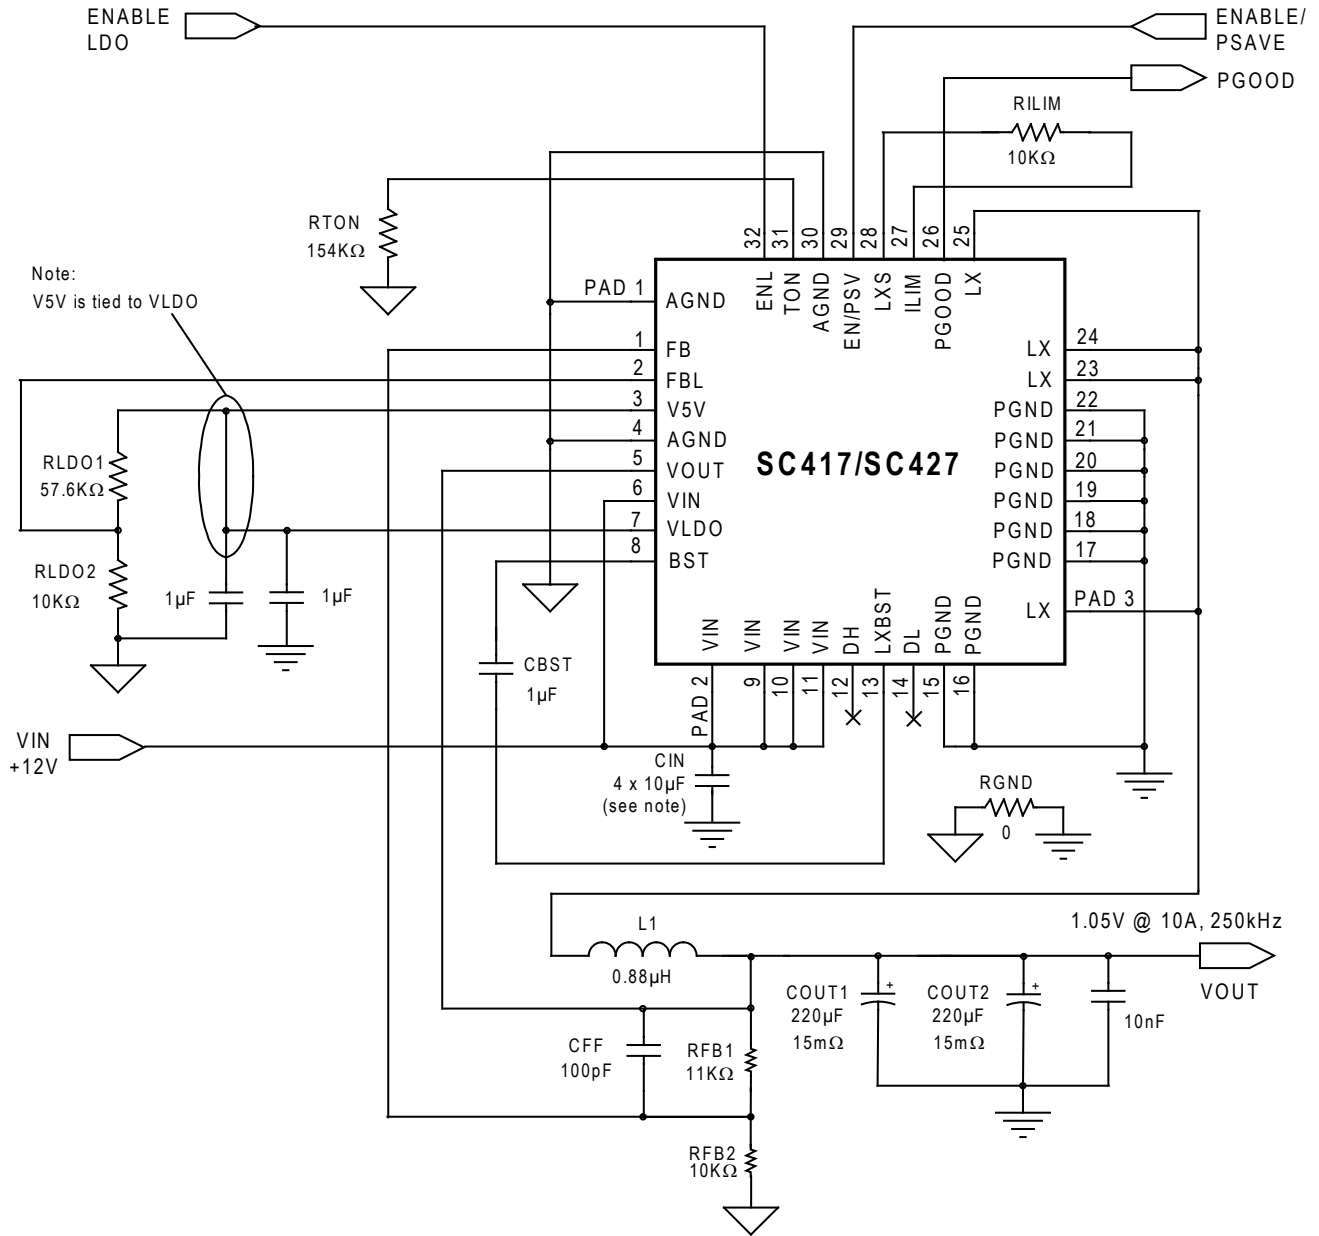 ENABLE
LDO
ENABLE/
PSAVE
PGOOD
RILIM
10KΩ
RTON
154KΩ
Note:
V5V is tied to VLDO
32
31
30
29
28
27
26
25
ENL
TON
AGND
EN/PSV
LXS
ILIM
PGOOD
LX
PAD 1
AGND
1
FB
2
FBL
3
V5V
4
AGND
5
VOUT
6
VIN
7
VLDO
8
BST
SC417/SC427
LX
24
LX
23
PGND
22
PGND
21
PGND
20
PGND
19
PGND
18
PGND
17
LX
PAD 3
RLDO1
57.6KΩ
RLDO2
10KΩ
1µF
1µF
VIN
VIN
VIN
VIN
DH
LXBST
DL
PGND
PGND
PAD 2
9
10
11
12
13
14
15
16
CBST
1µF
VIN
+12V
CIN
4 x 10µF
(see note)
RGND
0
L1
0.88µH
1.05V @ 10A, 250kHz
VOUT
COUT1
220µF
15mΩ
+
COUT2
220µF
15mΩ
+
10nF
CFF
100pF
RFB1
11KΩ
RFB2
10KΩ